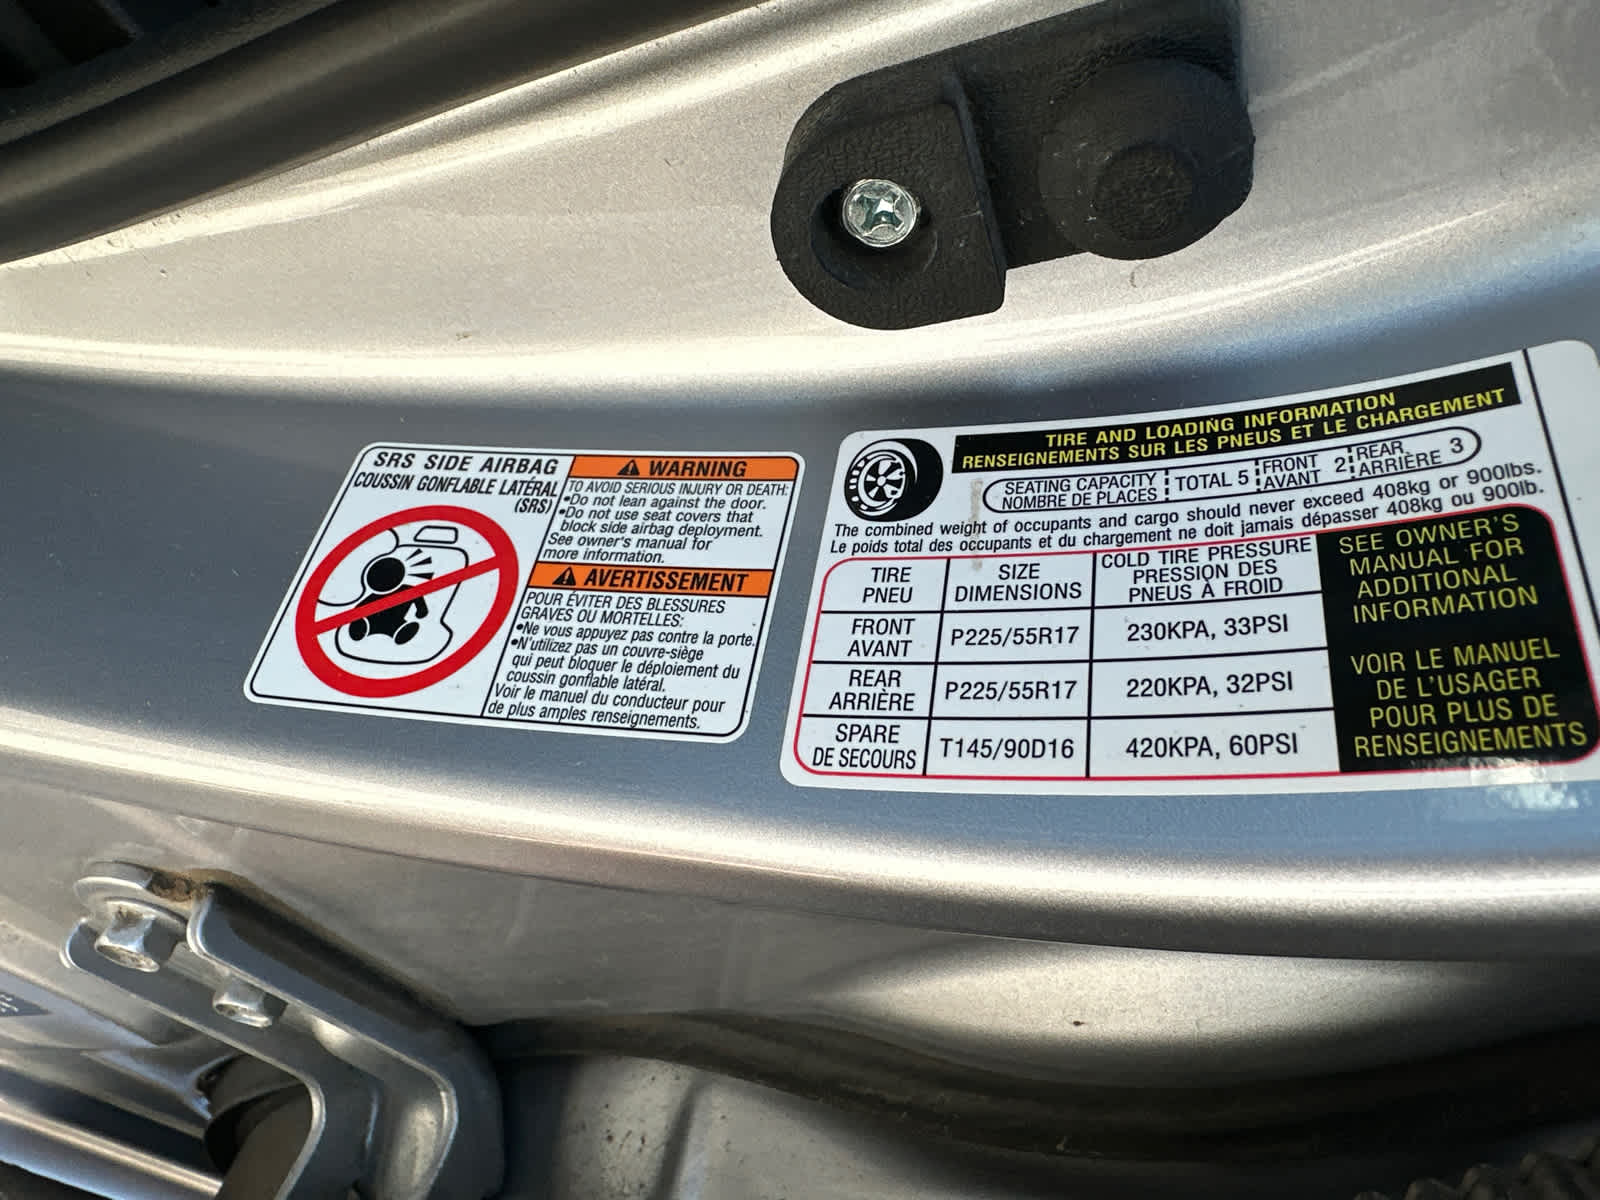 SRS SIDE AIRBAG
COUSSIN GONFLABLE LATÉRAL
(SRS)
WARNING
TO AVOID SERIOUS INJURY OR DEATH:
•Do not lean against the door.
•Do not use seat covers that
block side airbag deployment.
See owner's manual for
more information.
AVERTISSEMENT
POUR ÉVITER DES BLESSURES
GRAVES OU MORTELLES:
•Ne vous appuyez pas contre la porte.
•N'utilizez pas un couvre-siège
qui peut bloquer le déploiement du
coussin gonflable latéral.
Voir le manuel du conducteur pour
de plus amples renseignements.
TIRE AND LOADING INFORMATION
RENSEIGNEMENTS SUR LES PNEUS ET LE CHARGEMENT
SEATING CAPACITY
NOMBRE DE PLACES
TOTAL 5
FRONT
AVANT
2
REAR
ARRIÈRE
3
The combined weight of occupants and cargo should never exceed 408kg or 900lbs.
Le poids total des occupants et du chargement ne doit jamais dépasser 408kg ou 900lb.
TIRE
PNEU
SIZE
DIMENSIONS
COLD TIRE PRESSURE
PRESSION DES
PNEUS À FROID
FRONT
AVANT
P225/55R17
230KPA, 33PSI
REAR
ARRIÈRE
P225/55R17
220KPA, 32PSI
SPARE
DE SECOURS
T145/90D16
420KPA, 60PSI
SEE OWNER'S
MANUAL FOR
ADDITIONAL
INFORMATION
VOIR LE MANUEL
DE L'USAGER
POUR PLUS DE
RENSEIGNEMENTS